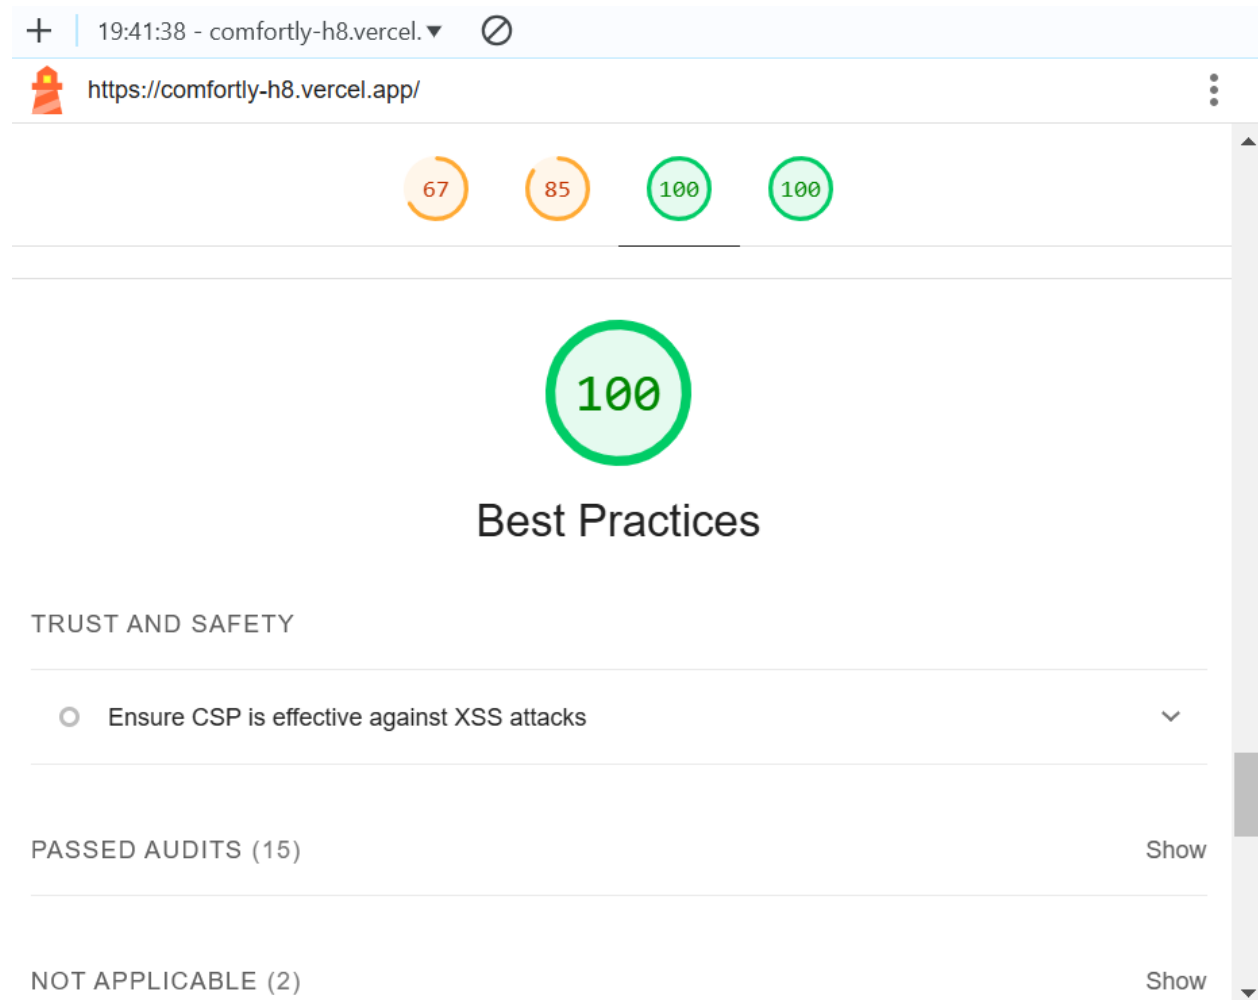 19:41:38 - comfortly-h8.vercel.
https://comfortly-h8.vercel.app/
67 85 100 100
100
Best Practices
TRUST AND SAFETY
Ensure CSP is effective against XSS attacks
PASSED AUDITS (15) Show
NOT APPLICABLE (2) Show